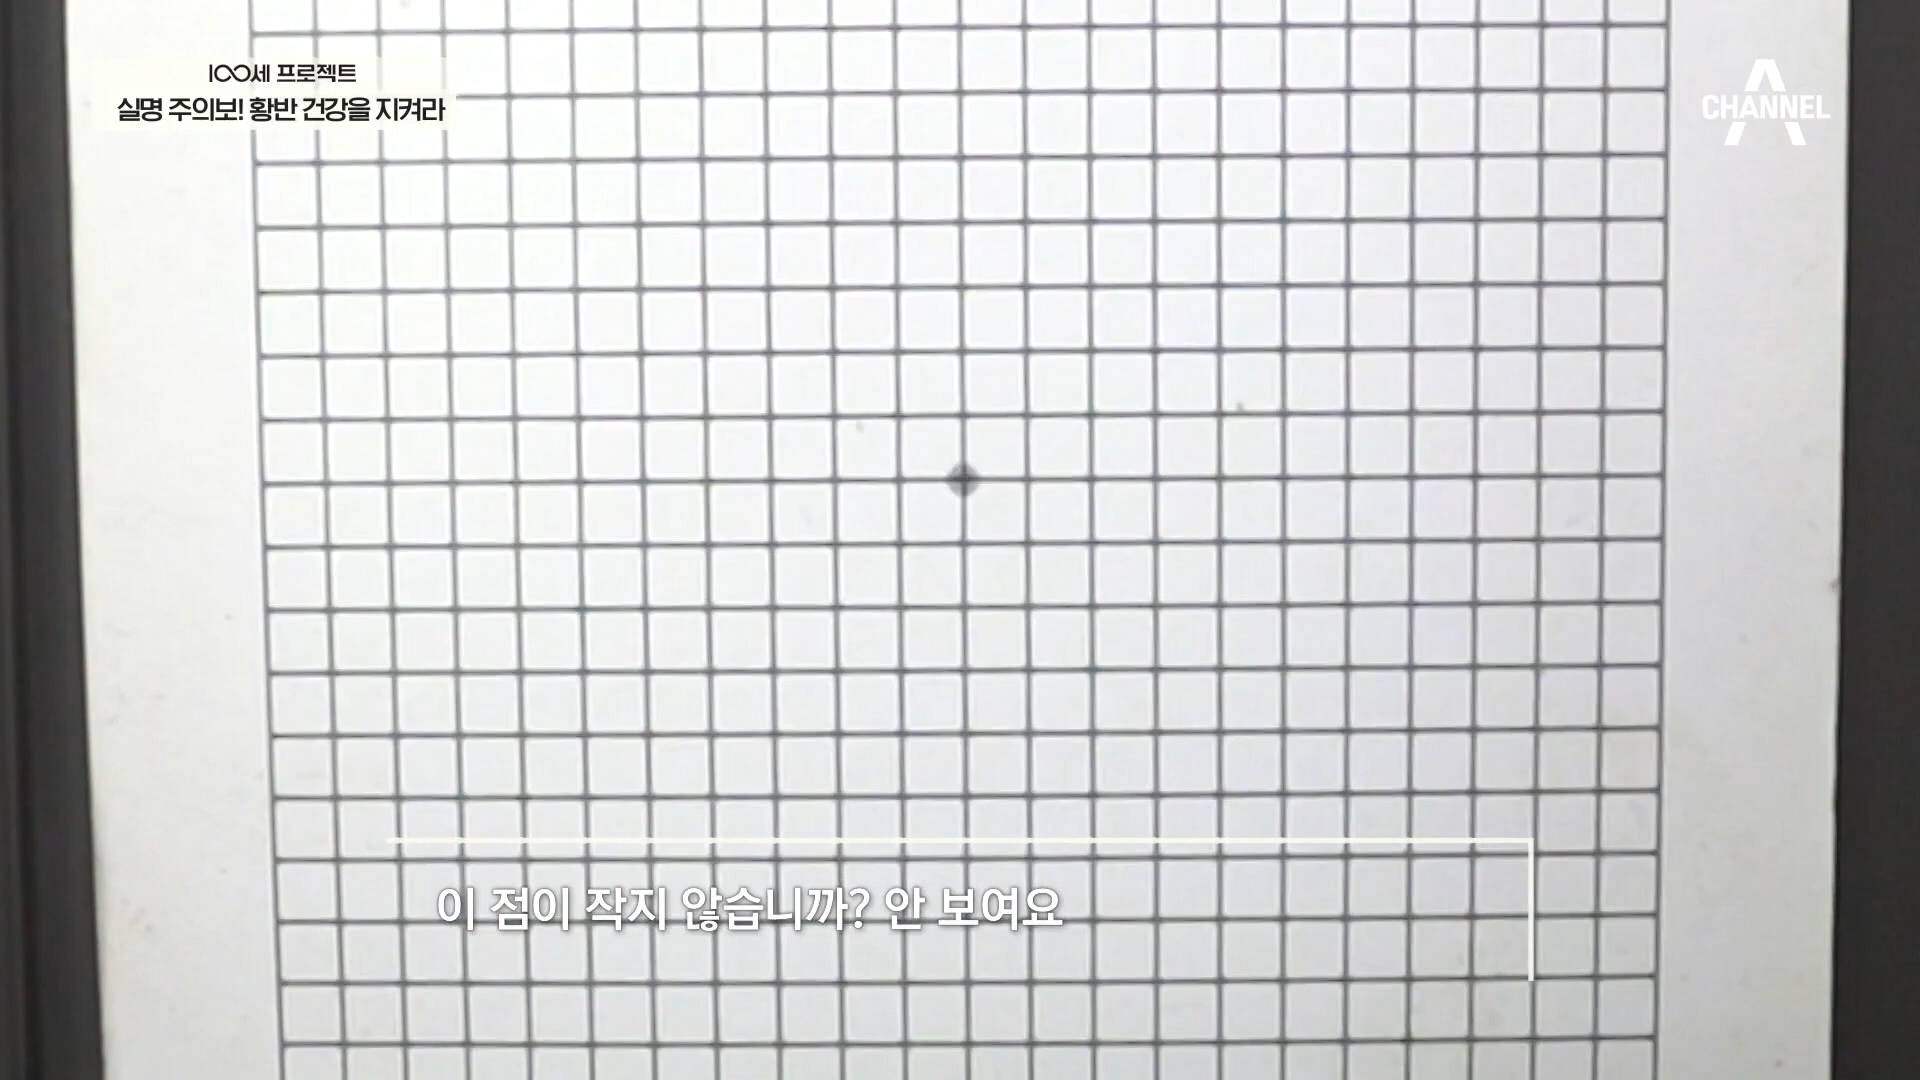 100세 프로젝트
실명 주의보! 황반 건강을 지켜라
CHANNEL A
이 점이 작지 않습니까? 안 보여요